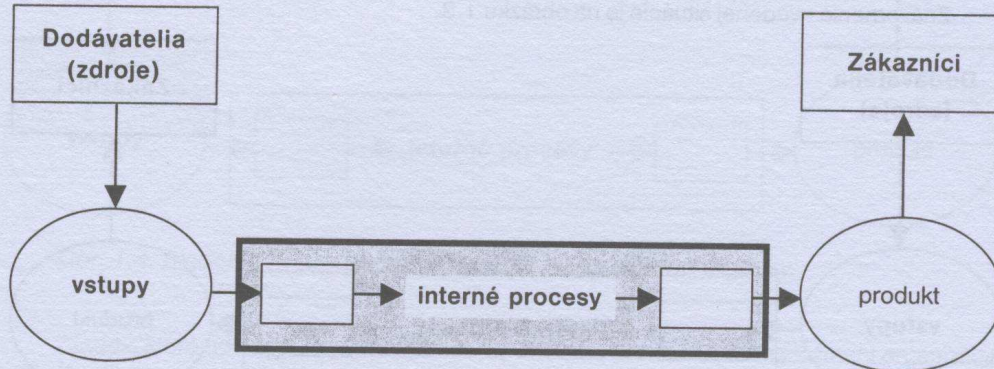 Dodávatelia
(zdroje)
Zákazníci
vstupy
interné procesy
produkt